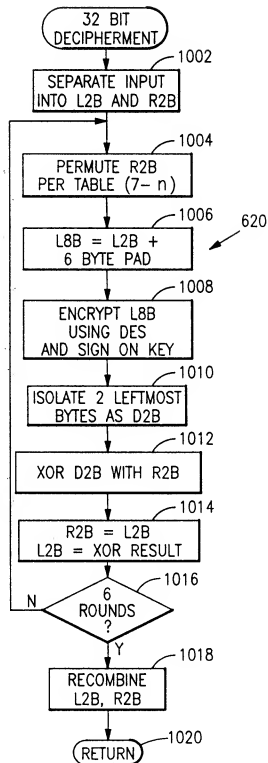 32 BIT
DECIPHERMENT
1002
SEPARATE INPUT
INTO L2B AND R2B
1004
PERMUTE R2B
PER TABLE (7-n)
1006
L8B = L2B +
6 BYTE PAD
620
1008
ENCRYPT L8B
USING DES
AND SIGN ON KEY
1010
ISOLATE 2 LEFTMOST
BYTES AS D2B
1012
XOR D2B WITH R2B
1014
R2B = L2B
L2B = XOR RESULT
1016
N
6
ROUNDS
?
Y
1018
RECOMBINE
L2B, R2B
1020
RETURN